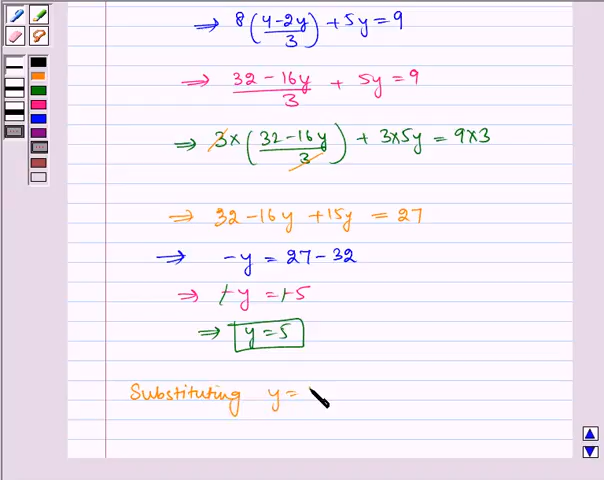 ⇒ 8(4-2y/3) + 5y = 9
⇒ 32-16y/3 + 5y = 9
⇒ 3×(32-16y/3) + 3×5y = 9×3
⇒ 32-16y +15y = 27
⇒ -y = 27-32
⇒ -y = -5
⇒ y=5
Substituting y=